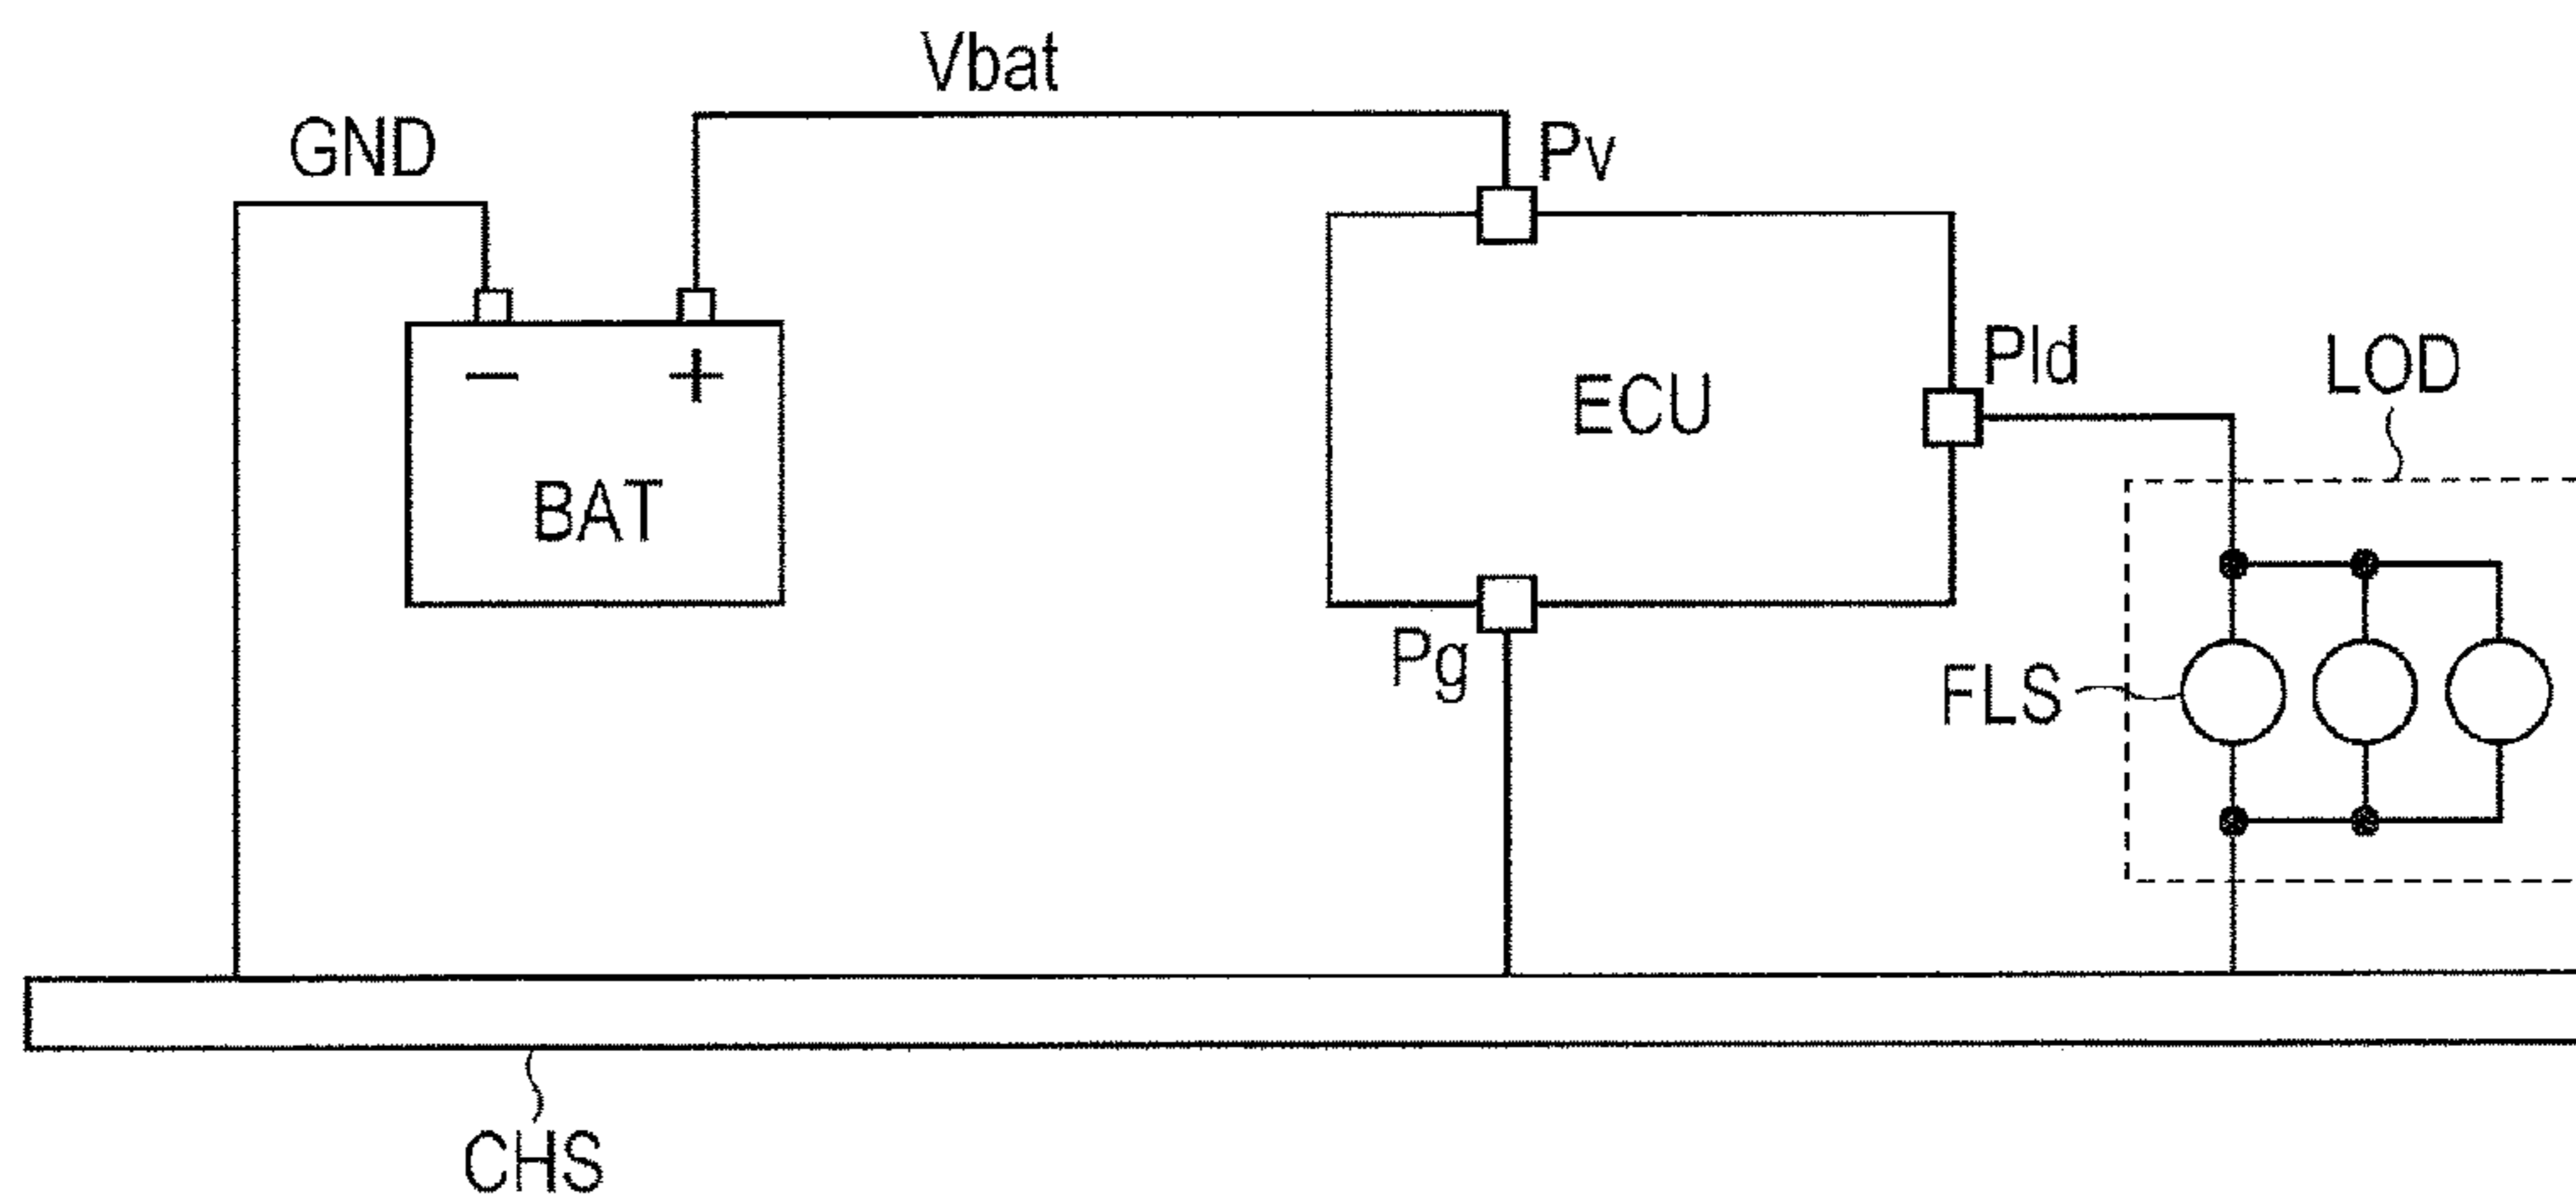 Vbat
GND
Pv
Pld
LOD
ECU
− +
BAT
Pg
FLS
CHS